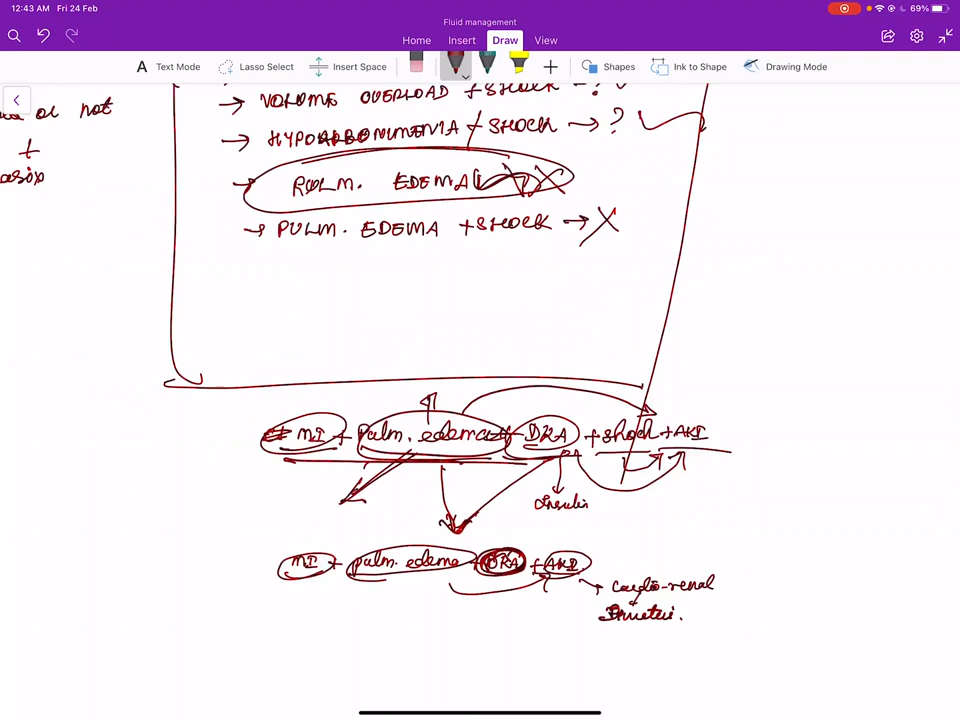 12:43 AM Fri 24 Feb
69%
Fluid management
Home Insert Draw View
Text Mode Lasso Select Insert Space Shapes Ink to Shape Drawing Mode
→ VOLUME OVERLOAD + SHOCK → ? ✓
or not
+
→ + SHOCK → ?
→ PULM. EDEMA
→ PULM. EDEMA + SHOCK → X
MI + Pulm. edema + DKA + shock + AKI
Insulin
MI + pulm. edema + DKA + AKI
→ Cardio-renal